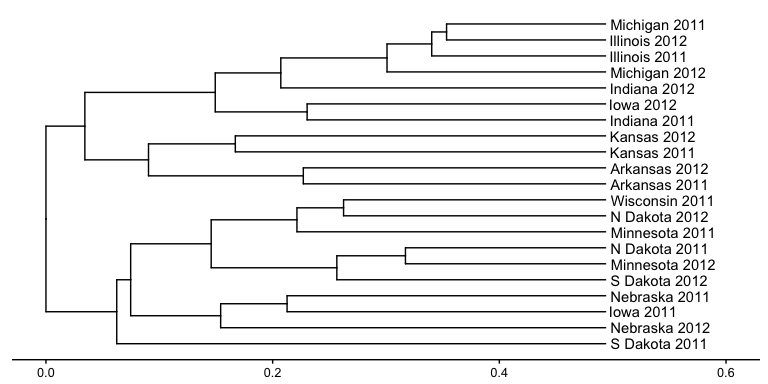 Michigan 2011
Illinois 2012
Illinois 2011
Michigan 2012
Indiana 2012
Iowa 2012
Indiana 2011
Kansas 2012
Kansas 2011
Arkansas 2012
Arkansas 2011
Wisconsin 2011
N Dakota 2012
Minnesota 2011
N Dakota 2011
Minnesota 2012
S Dakota 2012
Nebraska 2011
Iowa 2011
Nebraska 2012
S Dakota 2011
0.0 0.2 0.4 0.6